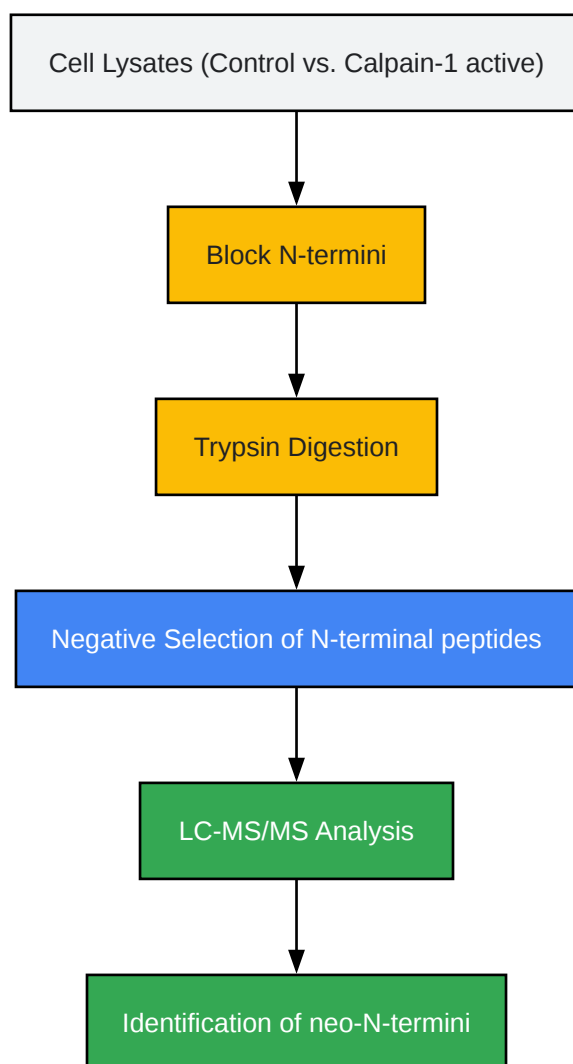 Cell Lysates (Control vs. Calpain-1 active)
Block N-termini
Trypsin Digestion
Negative Selection of N-terminal peptides
LC-MS/MS Analysis
Identification of neo-N-termini